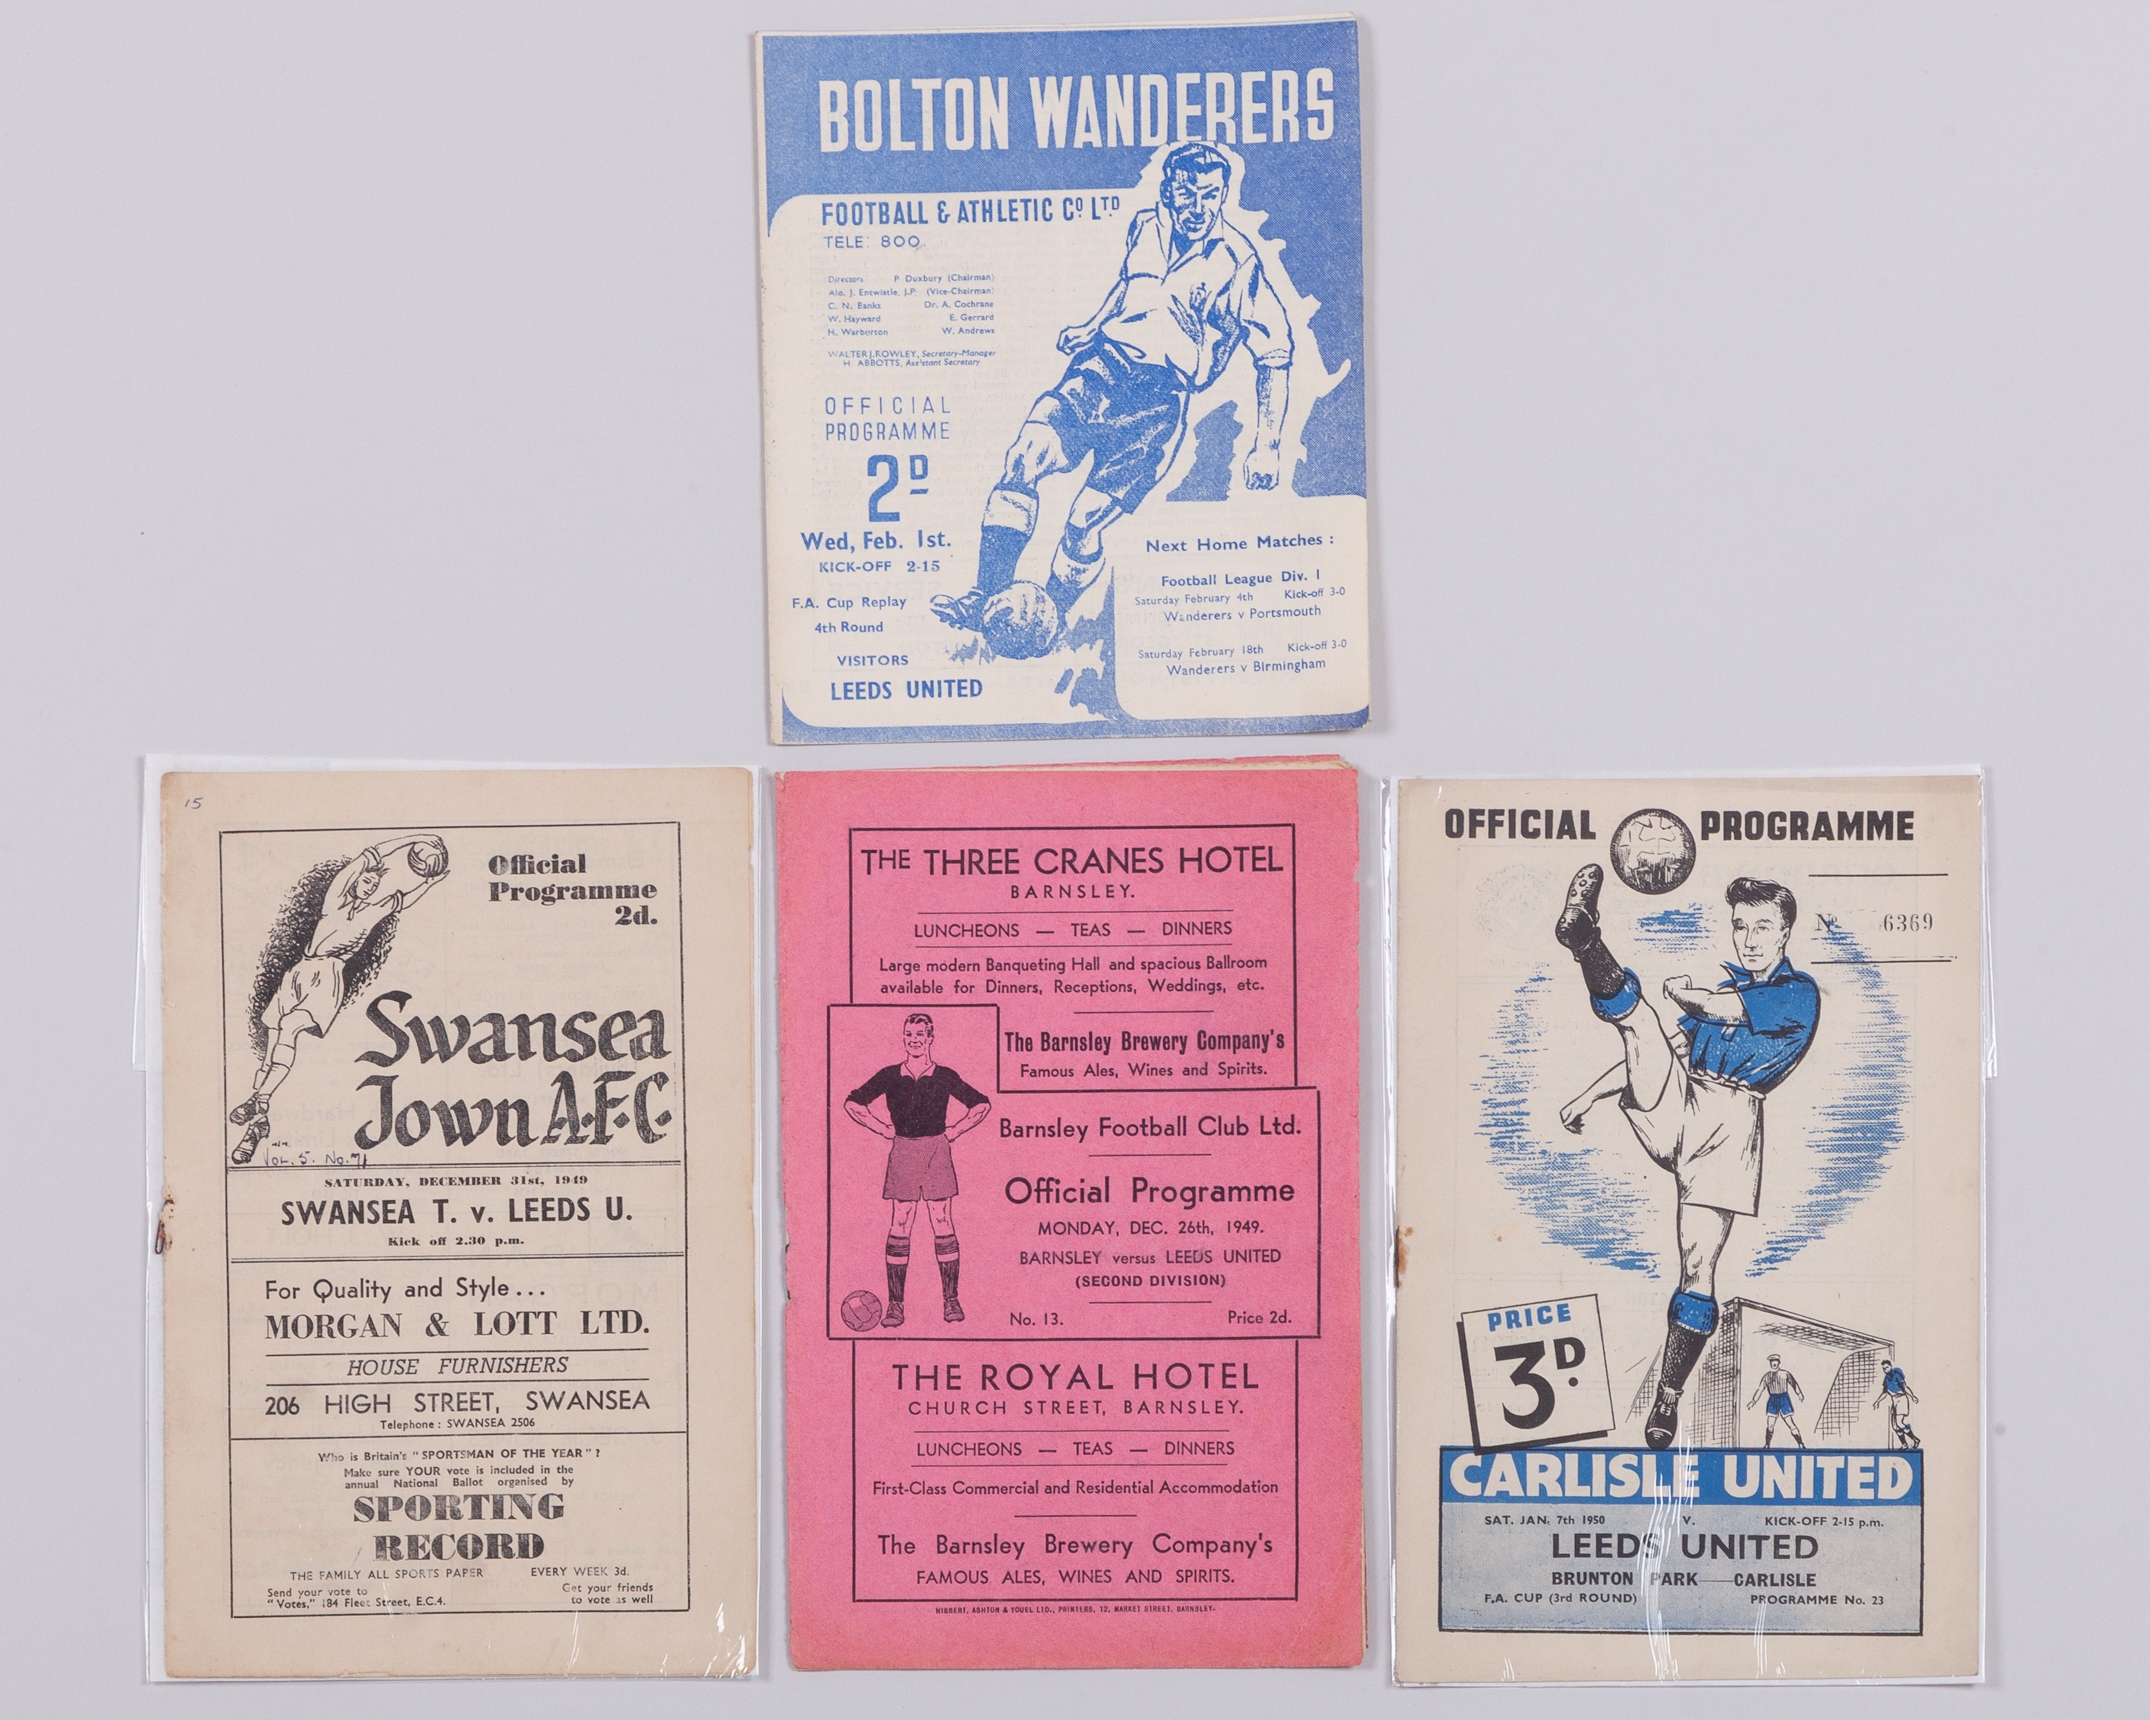 BOLTON WANDERERS
FOOTBALL & ATHLETIC Cº LTD
TELE: 800
Directors P Duxbury (Chairman)
Ald. J. Entwistle, J.P. (Vice-Chairman)
C. N. Banks Dr. A. Cochrane
W. Hayward E. Gerrard
H. Warburton W. Andrews
WALTER J. ROWLEY, Secretary-Manager
H. ABBOTTS, Assistant Secretary
OFFICIAL
PROGRAMME
2D
Wed, Feb. 1st.
KICK-OFF 2-15
F.A. Cup Replay
4th Round
VISITORS
LEEDS UNITED
Next Home Matches :
Football League Div. I
Saturday February 4th Kick-off 3-0
Wanderers v Portsmouth
Saturday February 18th Kick-off 3-0
Wanderers v Birmingham
15
Official
Programme
2d.
Swansea
Town A.F.C.
VOL. 5. No. 71
SATURDAY, DECEMBER 31st, 1949
SWANSEA T. v. LEEDS U.
Kick off 2.30 p.m.
For Quality and Style...
MORGAN & LOTT LTD.
HOUSE FURNISHERS
206 HIGH STREET, SWANSEA
Telephone : SWANSEA 2506
Who is Britain's "SPORTSMAN OF THE YEAR" ?
Make sure YOUR vote is included in the
annual National Ballot organised by
SPORTING
RECORD
THE FAMILY ALL SPORTS PAPER EVERY WEEK 3d.
Send your vote to Get your friends
"Votes," 184 Fleet Street, E.C.4. to vote as well
THE THREE CRANES HOTEL
BARNSLEY.
LUNCHEONS — TEAS — DINNERS
Large modern Banqueting Hall and spacious Ballroom
available for Dinners, Receptions, Weddings, etc.
The Barnsley Brewery Company's
Famous Ales, Wines and Spirits.
Barnsley Football Club Ltd.
Official Programme
MONDAY, DEC. 26th, 1949.
BARNSLEY versus LEEDS UNITED
(SECOND DIVISION)
No. 13. Price 2d.
THE ROYAL HOTEL
CHURCH STREET, BARNSLEY.
LUNCHEONS — TEAS — DINNERS
First-Class Commercial and Residential Accommodation
The Barnsley Brewery Company's
FAMOUS ALES, WINES AND SPIRITS.
HIBBERT, ASHTON & YOUEL LTD., PRINTERS, 12, MARKET STREET, BARNSLEY.
OFFICIAL PROGRAMME
Nº 6369
PRICE
3D.
CARLISLE UNITED
SAT. JAN. 7th 1950 V. KICK-OFF 2-15 p.m.
LEEDS UNITED
BRUNTON PARK—CARLISLE
F.A. CUP (3rd ROUND) PROGRAMME No. 23